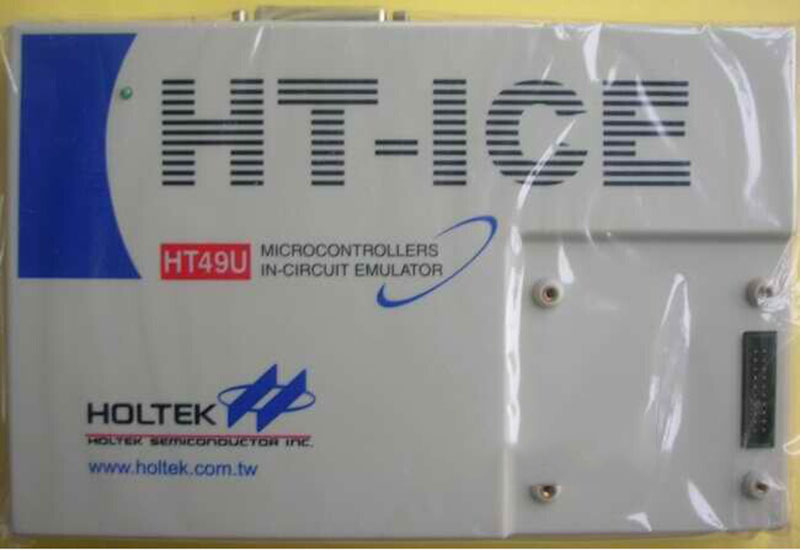 HT-ICE
HT49U
MICROCONTROLLERS
IN-CIRCUIT EMULATOR
HOLTEK
HOLTEK SEMICONDUCTOR INC.
www.holtek.com.tw